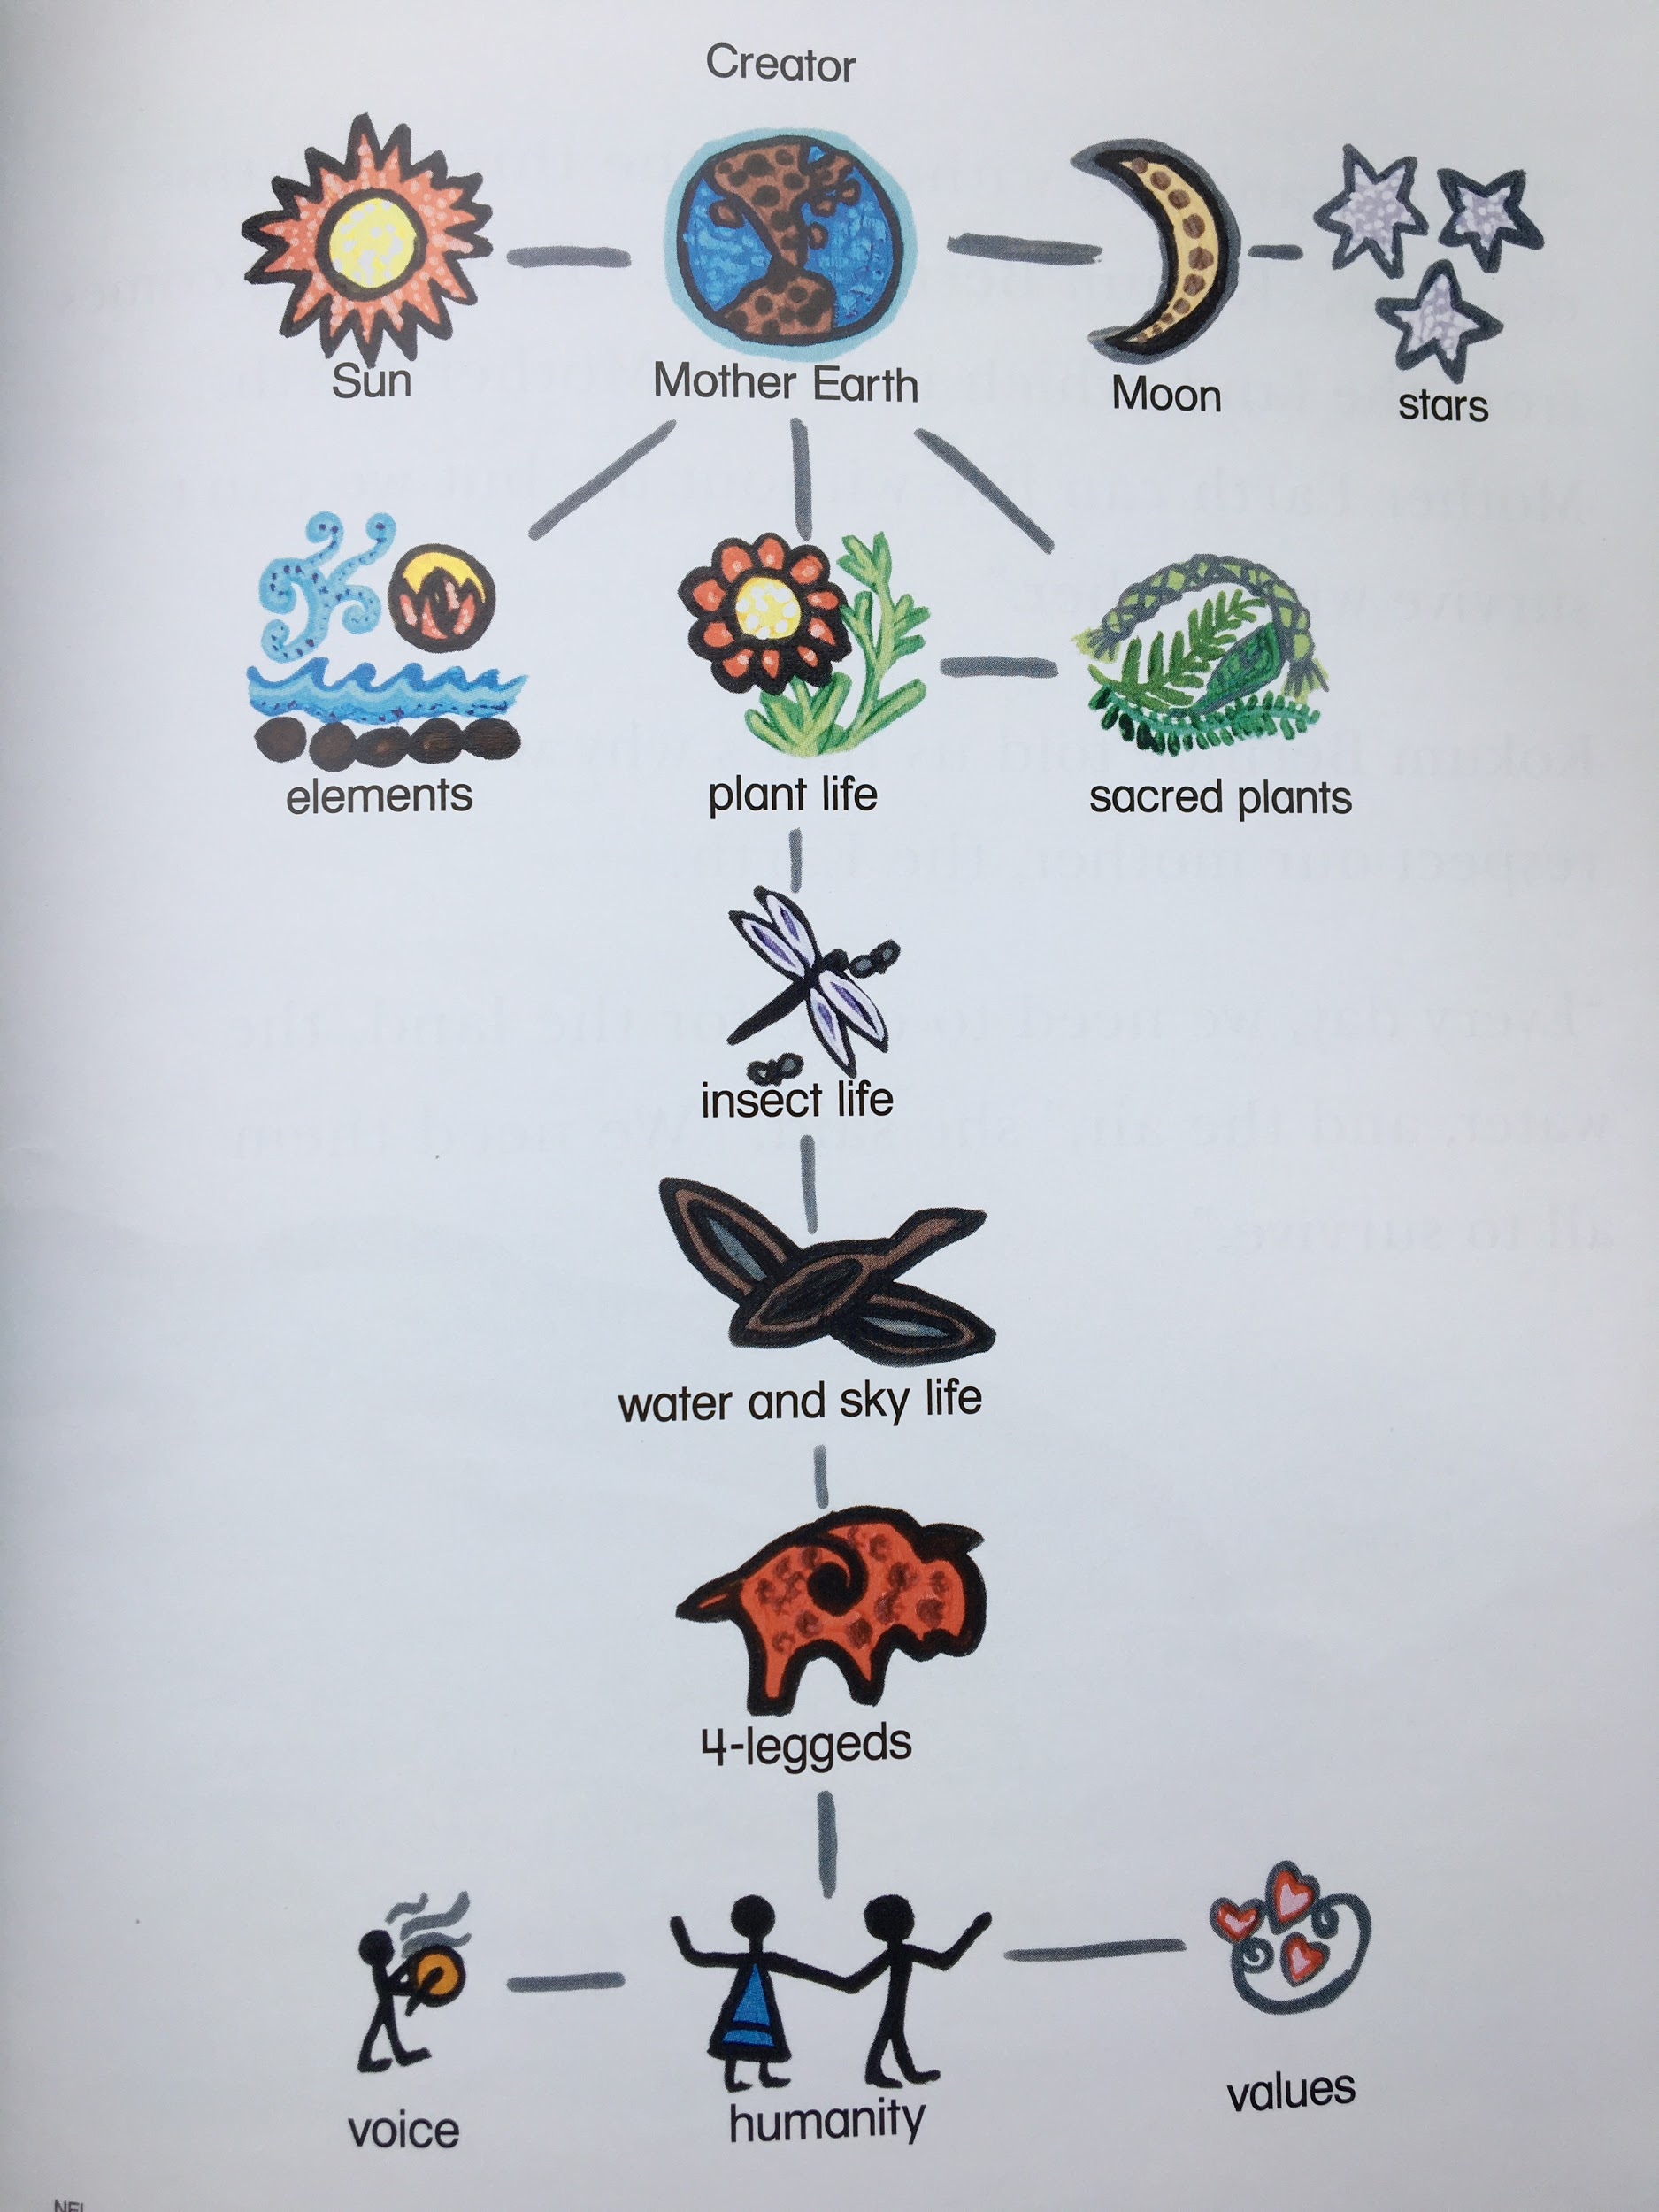 Creator
Sun Mother Earth Moon stars
elements plant life sacred plants
insect life
water and sky life
4-leggeds
voice humanity values